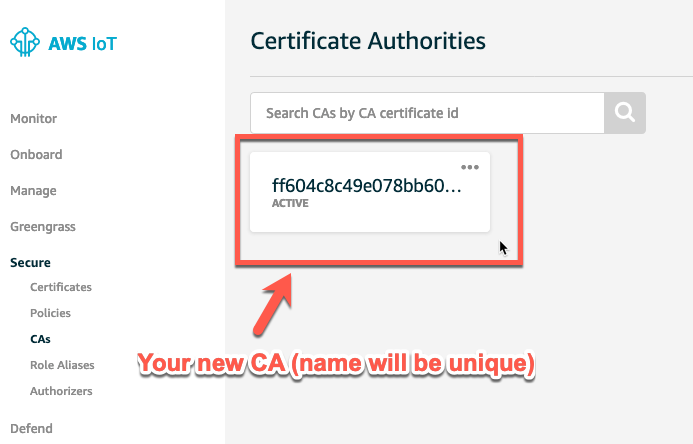 AWS IoT
Certificate Authorities
Search CAs by CA certificate id
ff604c8c49e078bb60...
ACTIVE
Monitor
Onboard
Manage
Greengrass
Secure
Certificates
Policies
CAs
Role Aliases
Authorizers
Defend
Your new CA (name will be unique)